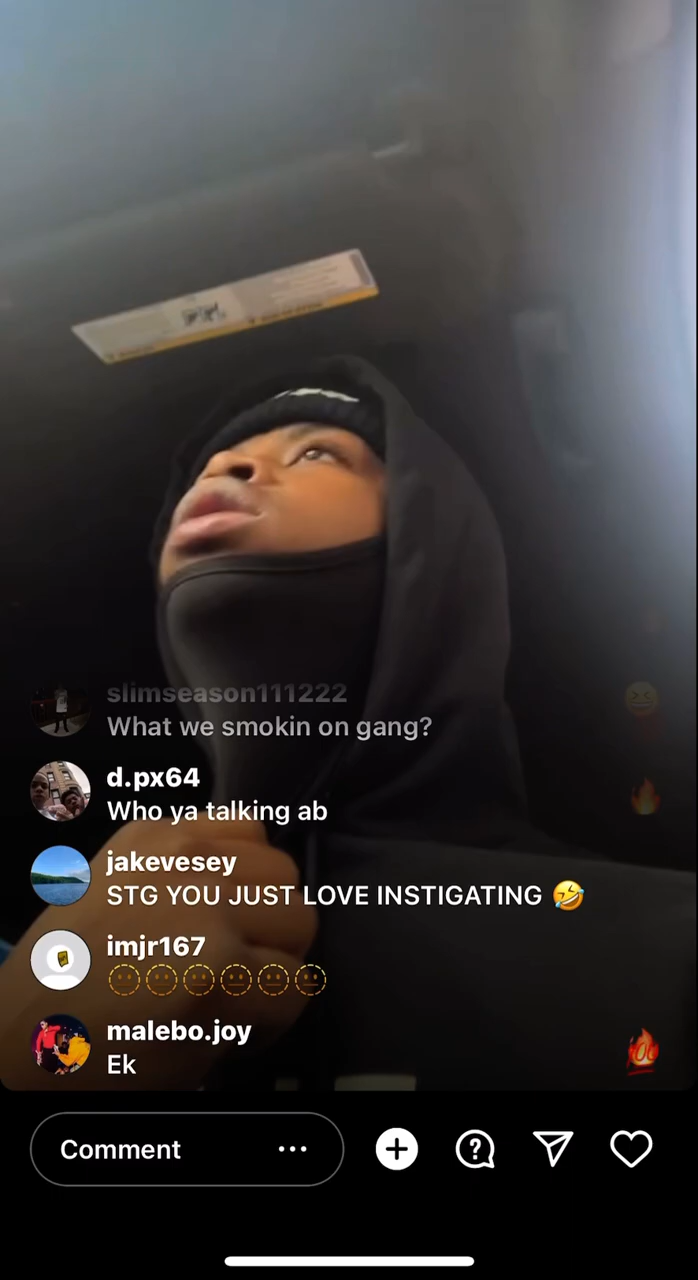 slimseason111222
What we smokin on gang?
d.px64
Who ya talking ab
jakevesey
STG YOU JUST LOVE INSTIGATING 🤣
imjr167
🫥🫥🫥🫥🫥🫥
malebo.joy
Ek
Comment